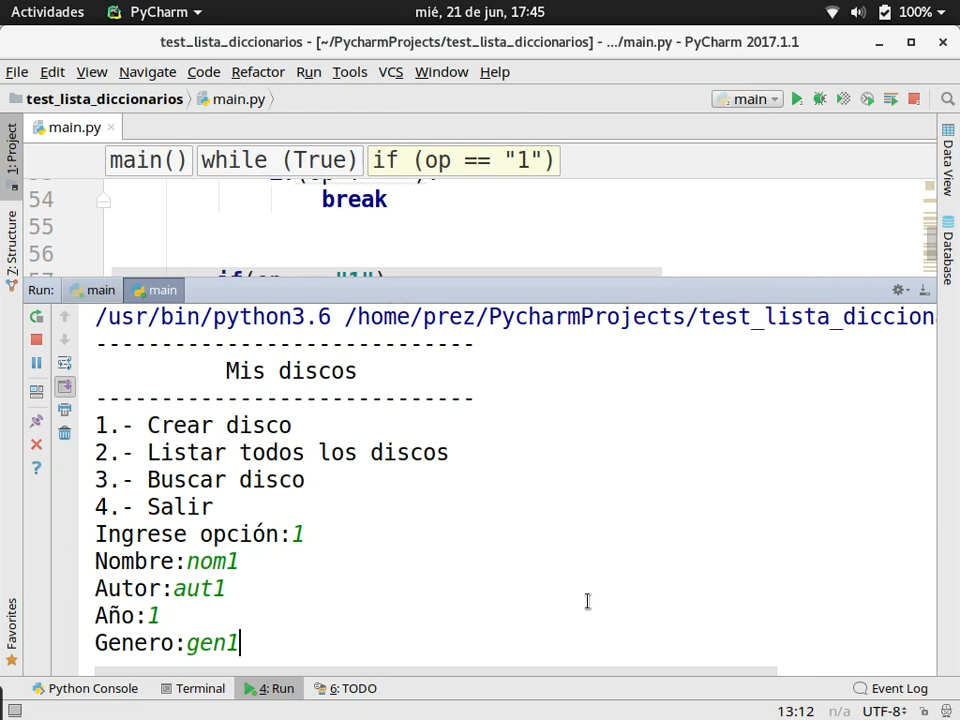 Actividades PyCharm mié, 21 de jun, 17:45 100%
test_lista_diccionarios - [~/PycharmProjects/test_lista_diccionarios] - .../main.py - PyCharm 2017.1.1
File Edit View Navigate Code Refactor Run Tools VCS Window Help
test_lista_diccionarios main.py main
1: Project
main.py
Data View
main() while (True) if (op == "1")
54 break
55
56
7: Structure
Database
Run: main main
/usr/bin/python3.6 /home/prez/PycharmProjects/test_lista_diccion
-----------------------------
Mis discos
-----------------------------
1.- Crear disco
2.- Listar todos los discos
3.- Buscar disco
4.- Salir
Ingrese opción:1
Nombre:nom1
Autor:aut1
Año:1
Genero:gen1
Favorites
Python Console Terminal 4: Run 6: TODO Event Log
13:12 n/a UTF-8